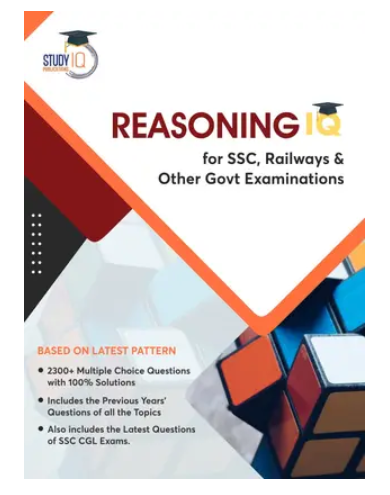 STUDY IQ
PUBLICATIONS
REASONING IQ
for SSC, Railways &
Other Govt Examinations
BASED ON LATEST PATTERN
2300+ Multiple Choice Questions
with 100% Solutions
Includes the Previous Years'
Questions of all the Topics
Also includes the Latest Questions
of SSC CGL Exams.